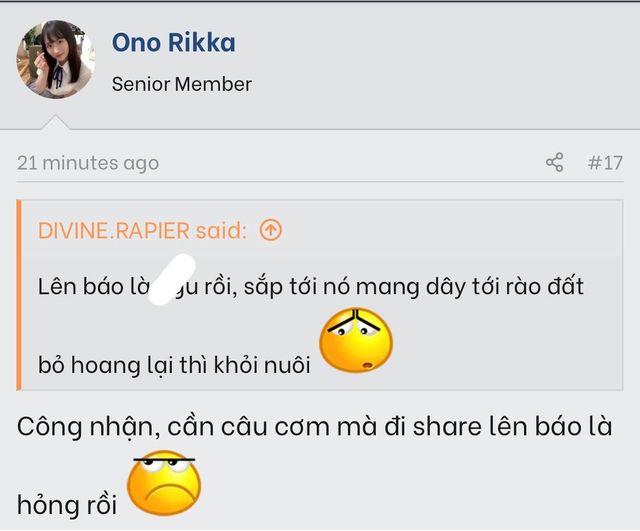 Ono Rikka
Senior Member
21 minutes ago
#17
DIVINE.RAPIER said:
Lên báo là rồi, sắp tới nó mang dây tới rào đất
bỏ hoang lại thì khỏi nuôi
Công nhận, cần câu cơm mà đi share lên báo là
hỏng rồi